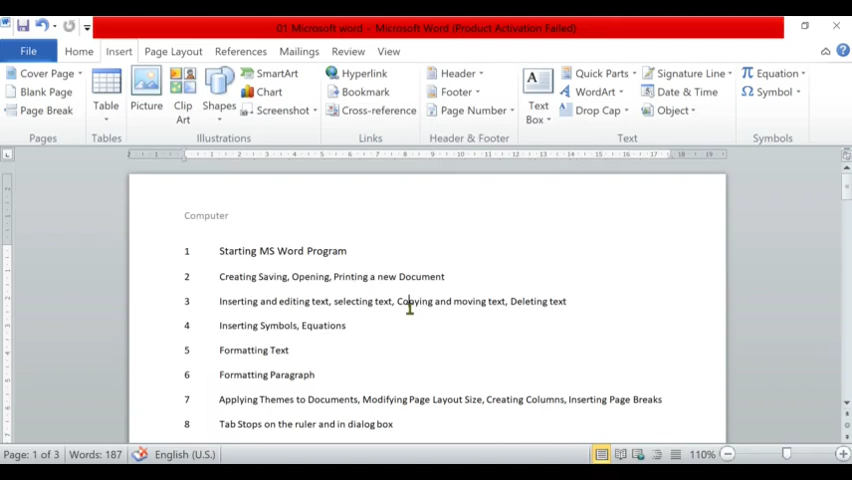 01 Microsoft word - Microsoft Word (Product Activation Failed)
File Home Insert Page Layout References Mailings Review View
Cover Page
Blank Page
Page Break
Pages
Table
Tables
Picture
Clip Art
Shapes
SmartArt
Chart
Screenshot
Illustrations
Hyperlink
Bookmark
Cross-reference
Links
Header
Footer
Page Number
Header & Footer
Text Box
Quick Parts
WordArt
Drop Cap
Signature Line
Date & Time
Object
Text
Equation
Symbol
Symbols
Computer
1 Starting MS Word Program
2 Creating Saving, Opening, Printing a new Document
3 Inserting and editing text, selecting text, Copying and moving text, Deleting text
4 Inserting Symbols, Equations
5 Formatting Text
6 Formatting Paragraph
7 Applying Themes to Documents, Modifying Page Layout Size, Creating Columns, Inserting Page Breaks
8 Tab Stops on the ruler and in dialog box
Page: 1 of 3 Words: 187 English (U.S.) 110%